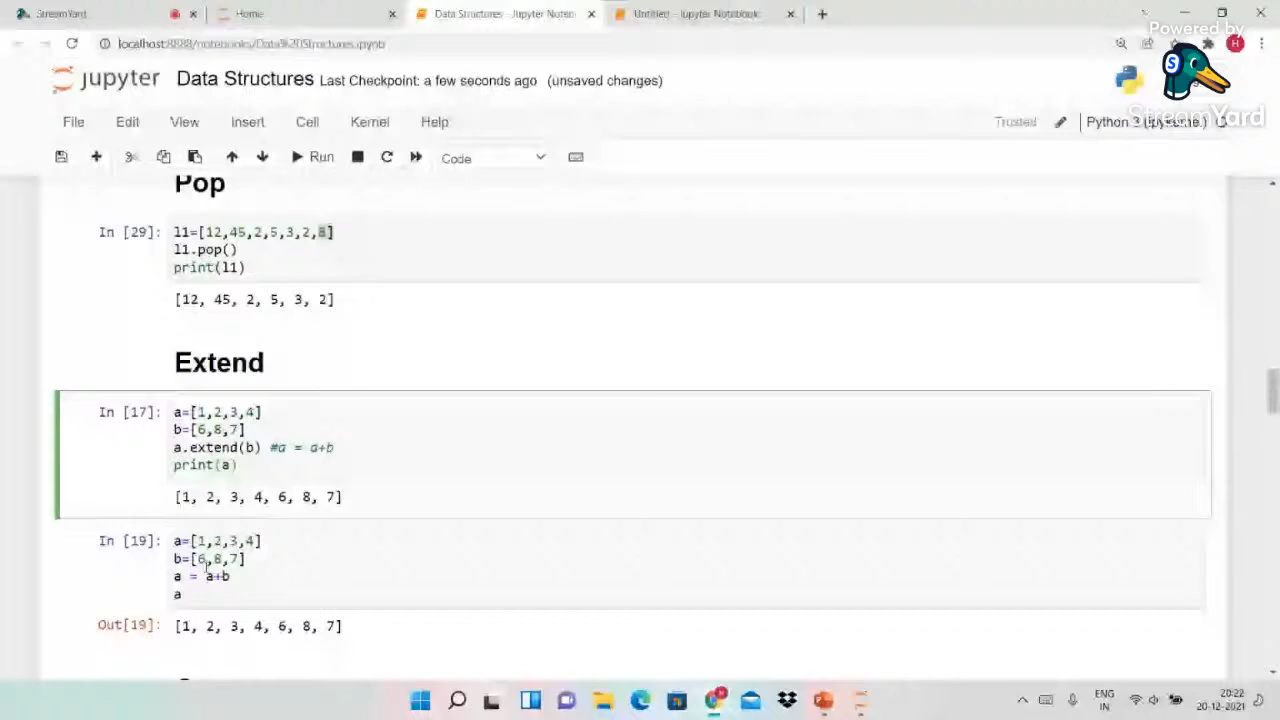 StreamYard
Home
Data Structures - Jupyter Noteb
Untitled - Jupyter Notebook
Powered by
localhost:8888/notebooks/Data%20Structures.ipynb
H
jupyter Data Structures Last Checkpoint: a few seconds ago (unsaved changes)
S
StreamYard
File Edit View Insert Cell Kernel Help
Trusted
Python 3
Run
Code
Pop
In [29]: l1=[12,45,2,5,3,2,8]
l1.pop()
print(l1)
[12, 45, 2, 5, 3, 2]
Extend
In [17]: a=[1,2,3,4]
b=[6,8,7]
a.extend(b) #a = a+b
print(a)
[1, 2, 3, 4, 6, 8, 7]
In [19]: a=[1,2,3,4]
b=[6,8,7]
a = a+b
a
Out[19]: [1, 2, 3, 4, 6, 8, 7]
ENG
IN
20:22
20-12-2021